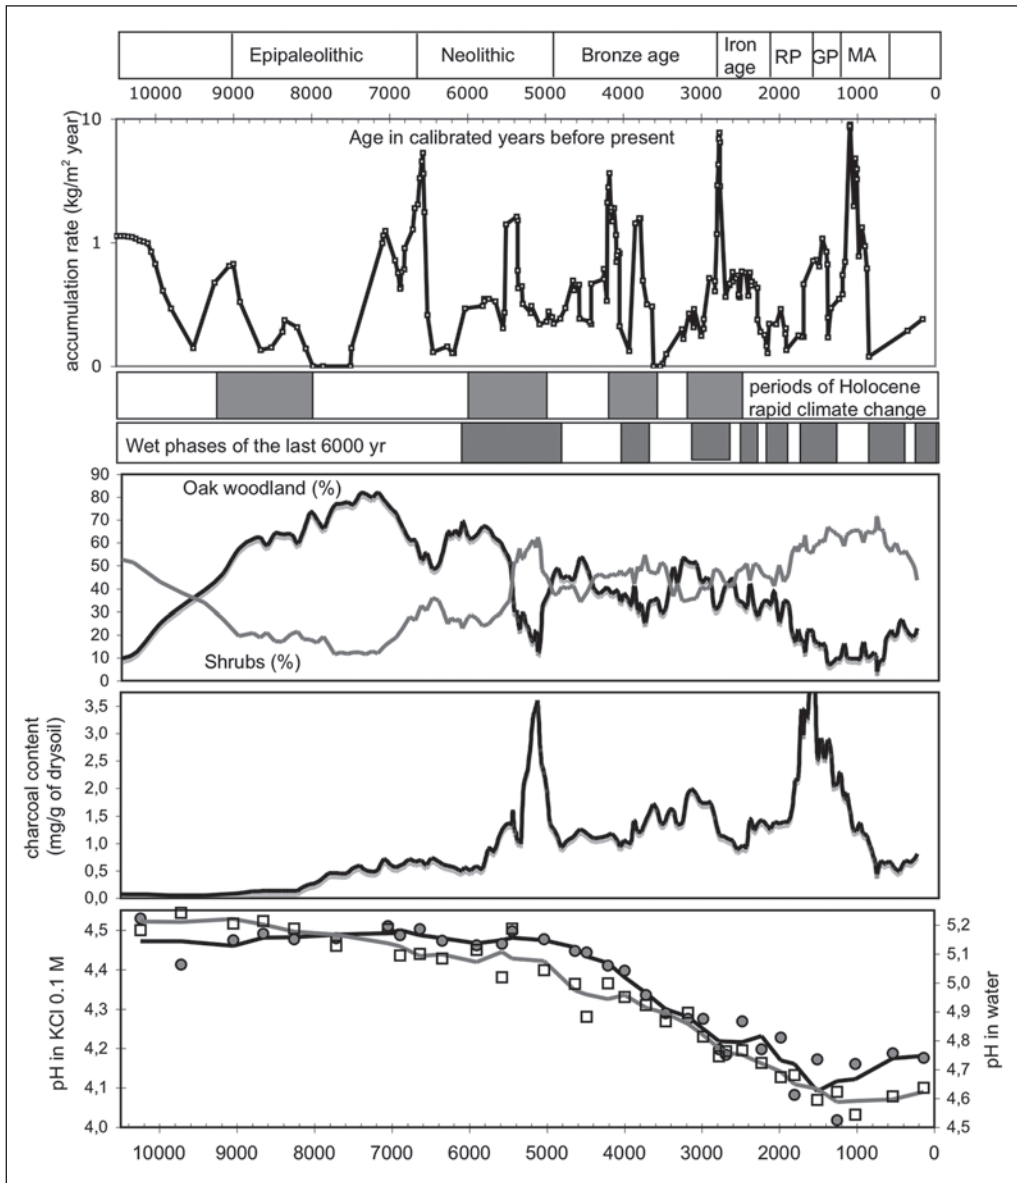 Epipaleolithic Neolithic Bronze age Iron age RP GP MA
10000 9000 8000 7000 6000 5000 4000 3000 2000 1000 0
Age in calibrated years before present
accumulation rate (kg/m² year)
10
1
0
periods of Holocene
rapid climate change
Wet phases of the last 6000 yr
Oak woodland (%)
Shrubs (%)
90
80
70
60
50
40
30
20
10
0
charcoal content
(mg/g of drysoil)
3,5
3,0
2,5
2,0
1,5
1,0
0,5
0,0
pH in KCl 0.1 M
4,5
4,4
4,3
4,2
4,1
4,0
5,2
5,1
5,0
4,9
4,8
4,7
4,6
4,5
pH in water
10000 9000 8000 7000 6000 5000 4000 3000 2000 1000 0